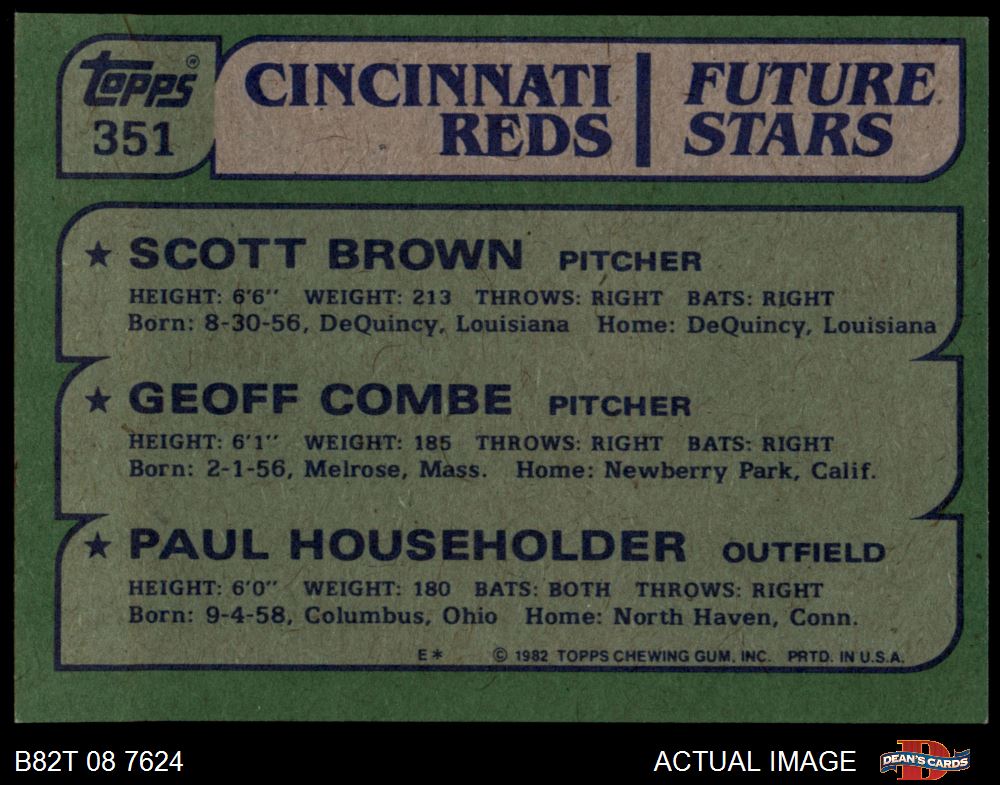 topps®
351
CINCINNATI REDS
FUTURE STARS
★ SCOTT BROWN PITCHER
HEIGHT: 6'6'' WEIGHT: 213 THROWS: RIGHT BATS: RIGHT
Born: 8-30-56, DeQuincy, Louisiana Home: DeQuincy, Louisiana
★ GEOFF COMBE PITCHER
HEIGHT: 6'1'' WEIGHT: 185 THROWS: RIGHT BATS: RIGHT
Born: 2-1-56, Melrose, Mass. Home: Newberry Park, Calif.
★ PAUL HOUSEHOLDER OUTFIELD
HEIGHT: 6'0'' WEIGHT: 180 BATS: BOTH THROWS: RIGHT
Born: 9-4-58, Columbus, Ohio Home: North Haven, Conn.
E* © 1982 TOPPS CHEWING GUM, INC. PRTD. IN U.S.A.
B82T 08 7624 ACTUAL IMAGE DEAN'S CARDS